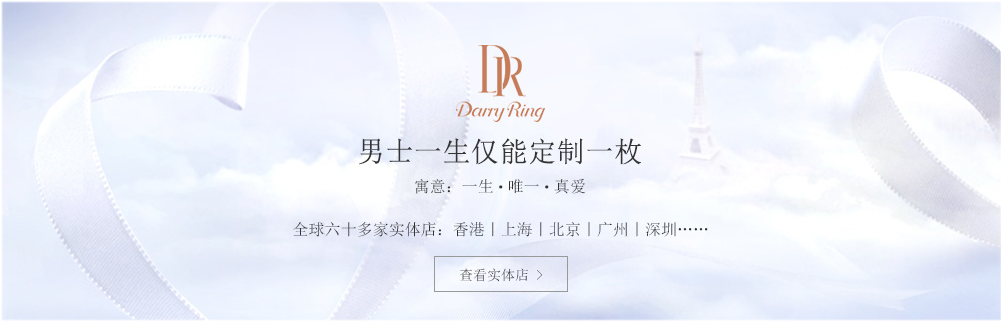 DR
Darry Ring
男士一生仅能定制一枚
寓意：一生·唯一·真爱
全球六十多家实体店：香港｜上海｜北京｜广州｜深圳······
查看实体店 >